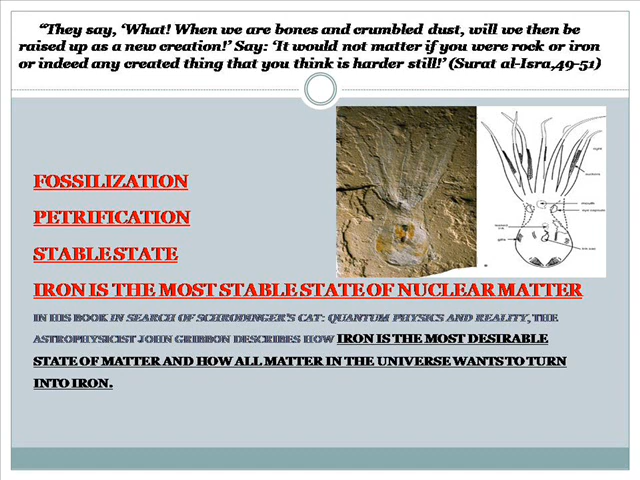 “They say, ‘What! When we are bones and crumbled dust, will we then be
raised up as a new creation!’ Say: ‘It would not matter if you were rock or iron
or indeed any created thing that you think is harder still!’ (Surat al-Isra,49-51)
FOSSILIZATION
PETRIFICATION
STABLE STATE
IRON IS THE MOST STABLE STATE OF NUCLEAR MATTER
IN HIS BOOK IN SEARCH OF SCHRODINGER'S CAT: QUANTUM PHYSICS AND REALITY, THE
ASTROPHYSICIST JOHN GRIBBON DESCRIBES HOW IRON IS THE MOST DESIRABLE
STATE OF MATTER AND HOW ALL MATTER IN THE UNIVERSE WANTS TO TURN
INTO IRON.